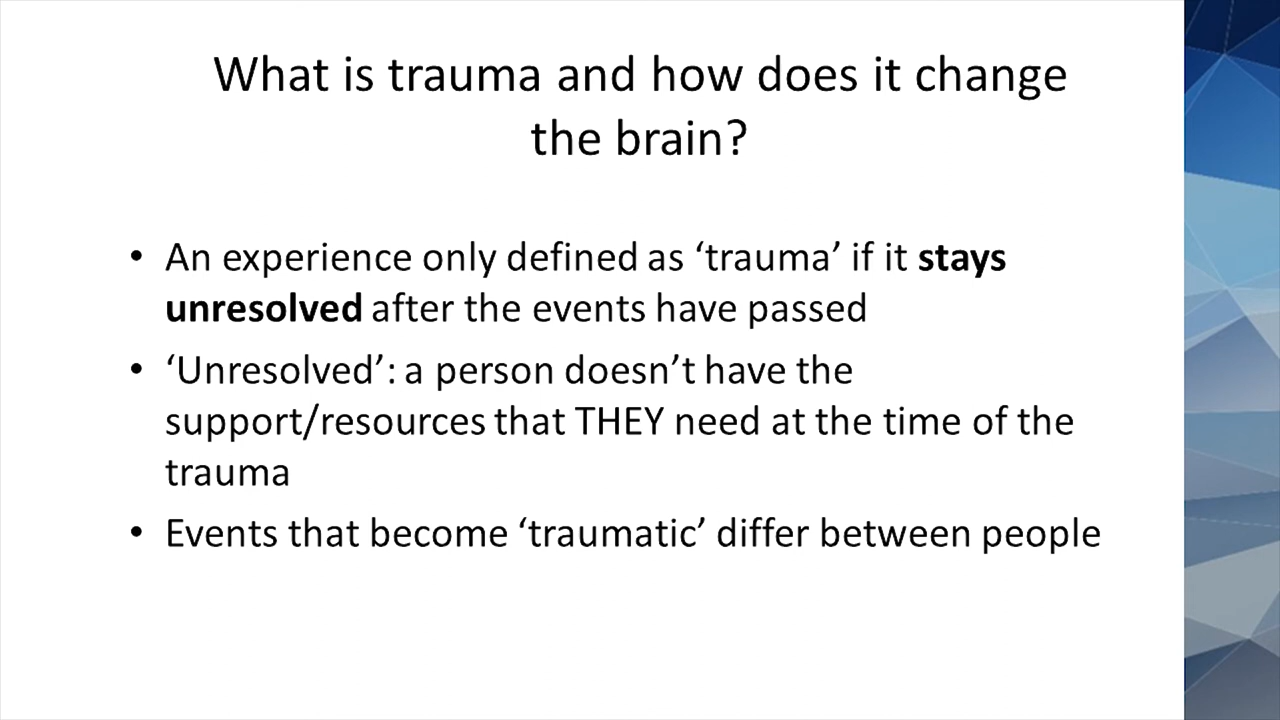 What is trauma and how does it change
the brain?
• An experience only defined as ‘trauma’ if it stays
unresolved after the events have passed
• ‘Unresolved’: a person doesn’t have the
support/resources that THEY need at the time of the
trauma
• Events that become ‘traumatic’ differ between people